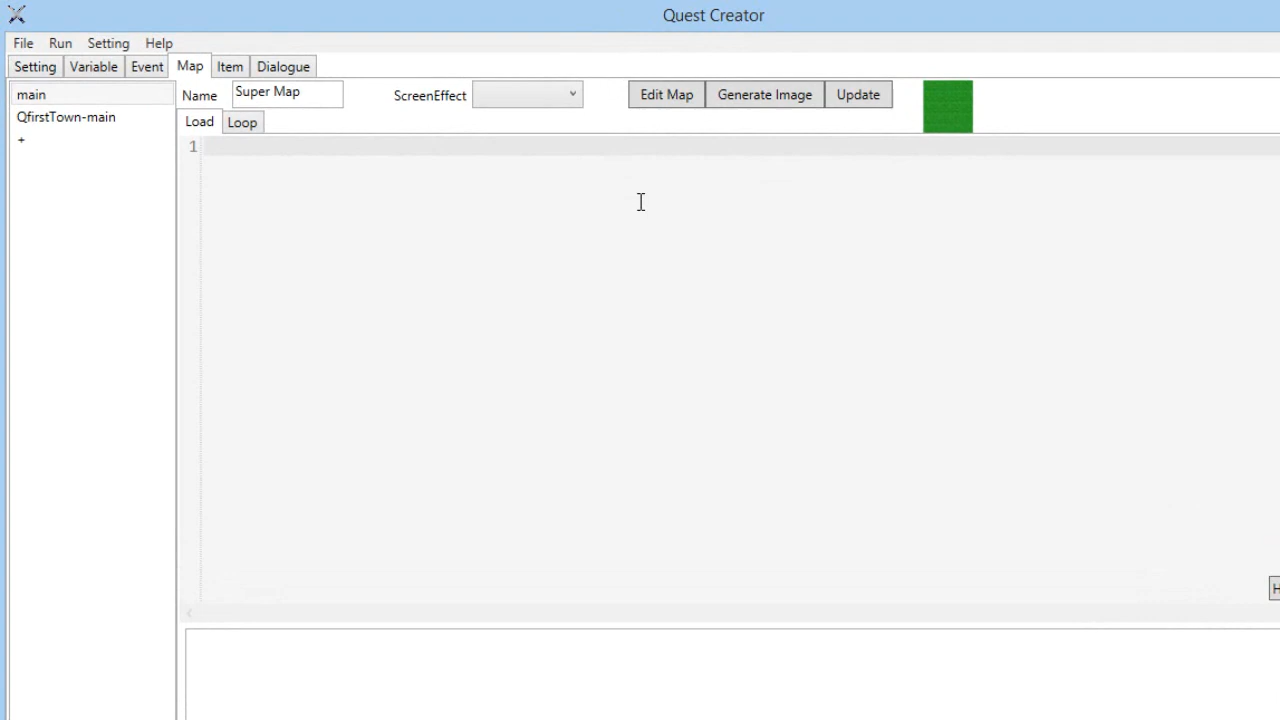 Quest Creator
File Run Setting Help
Setting Variable Event Map Item Dialogue
main
QfirstTown-main
+
Name Super Map ScreenEffect Edit Map Generate Image Update
Load Loop
1
H